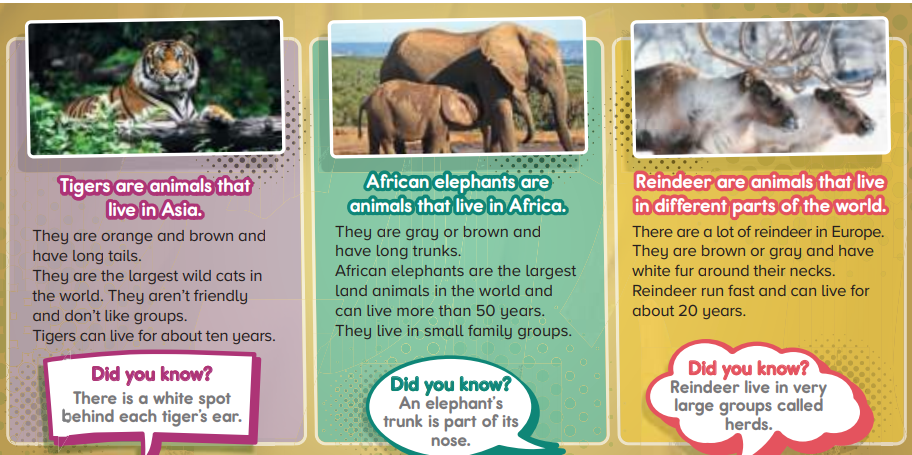 Tigers are animals that
live in Asia.
They are orange and brown and
have long tails.
They are the largest wild cats in
the world. They aren't friendly
and don't like groups.
Tigers can live for about ten years.
Did you know?
There is a white spot
behind each tiger's ear.
African elephants are
animals that live in Africa.
They are gray or brown and
have long trunks.
African elephants are the largest
land animals in the world and
can live more than 50 years.
They live in small family groups.
Did you know?
An elephant's
trunk is part of its
nose.
Reindeer are animals that live
in different parts of the world.
There are a lot of reindeer in Europe.
They are brown or gray and have
white fur around their necks.
Reindeer run fast and can live for
about 20 years.
Did you know?
Reindeer live in very
large groups called
herds.